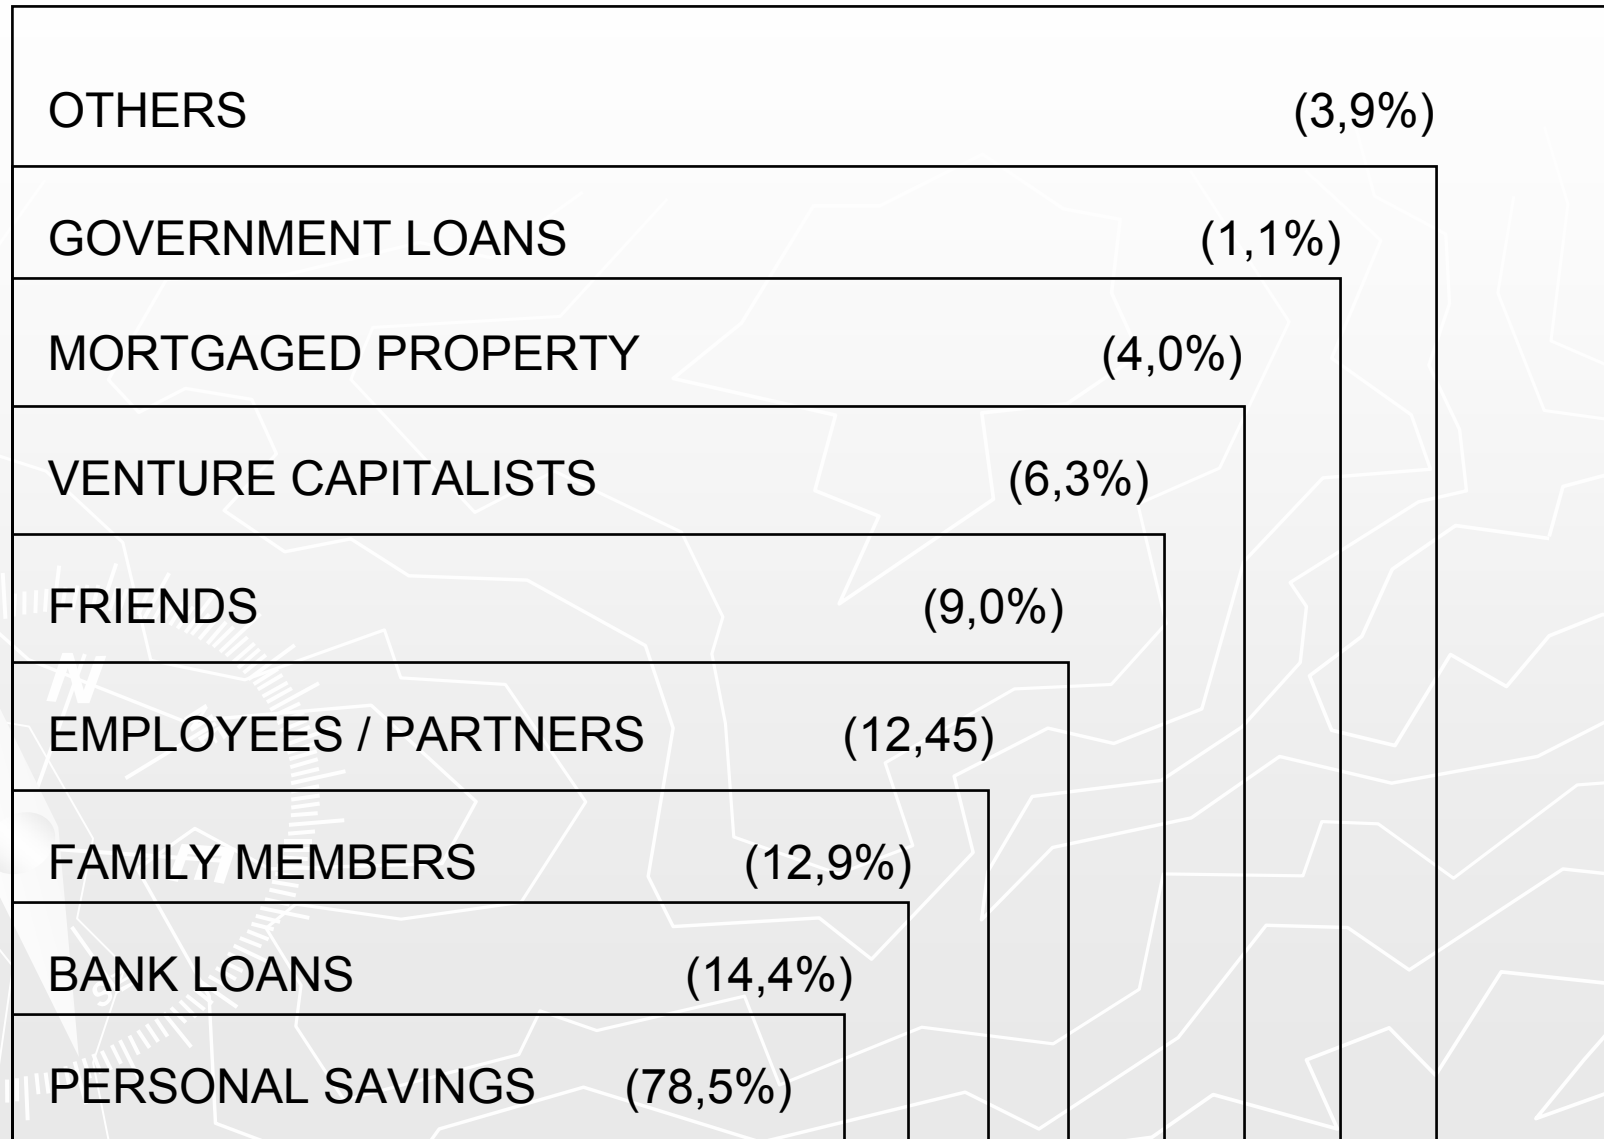 OTHERS (3,9%)
GOVERNMENT LOANS (1,1%)
MORTGAGED PROPERTY (4,0%)
VENTURE CAPITALISTS (6,3%)
FRIENDS (9,0%)
N
EMPLOYEES / PARTNERS (12,45)
FAMILY MEMBERS (12,9%)
BANK LOANS (14,4%)
S
PERSONAL SAVINGS (78,5%)